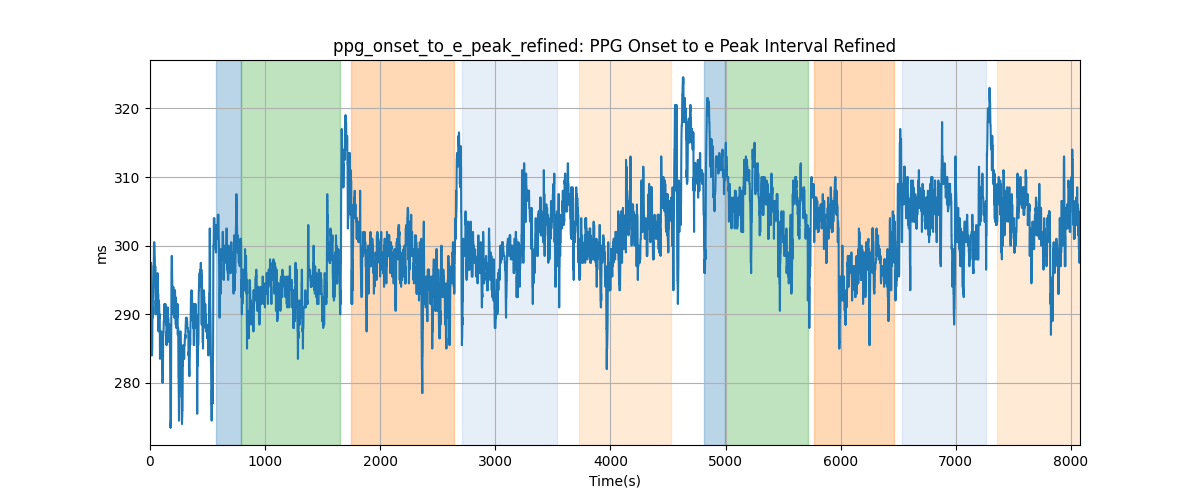 ppg_onset_to_e_peak_refined: PPG Onset to e Peak Interval Refined
320
310
300
290
280
ms
0 1000 2000 3000 4000 5000 6000 7000 8000
Time(s)